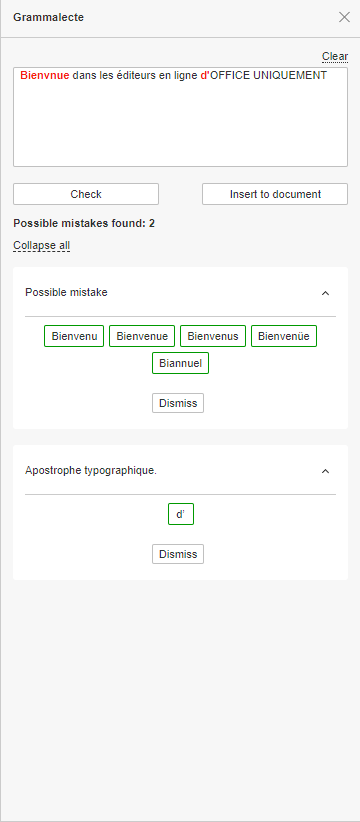 Grammalecte
Clear
Bienvnue dans les éditeurs en ligne d'OFFICE UNIQUEMENT
Check Insert to document
Possible mistakes found: 2
Collapse all
Possible mistake
Bienvenu Bienvenue Bienvenus Bienvenüe
Biannuel
Dismiss
Apostrophe typographique.
d’
Dismiss